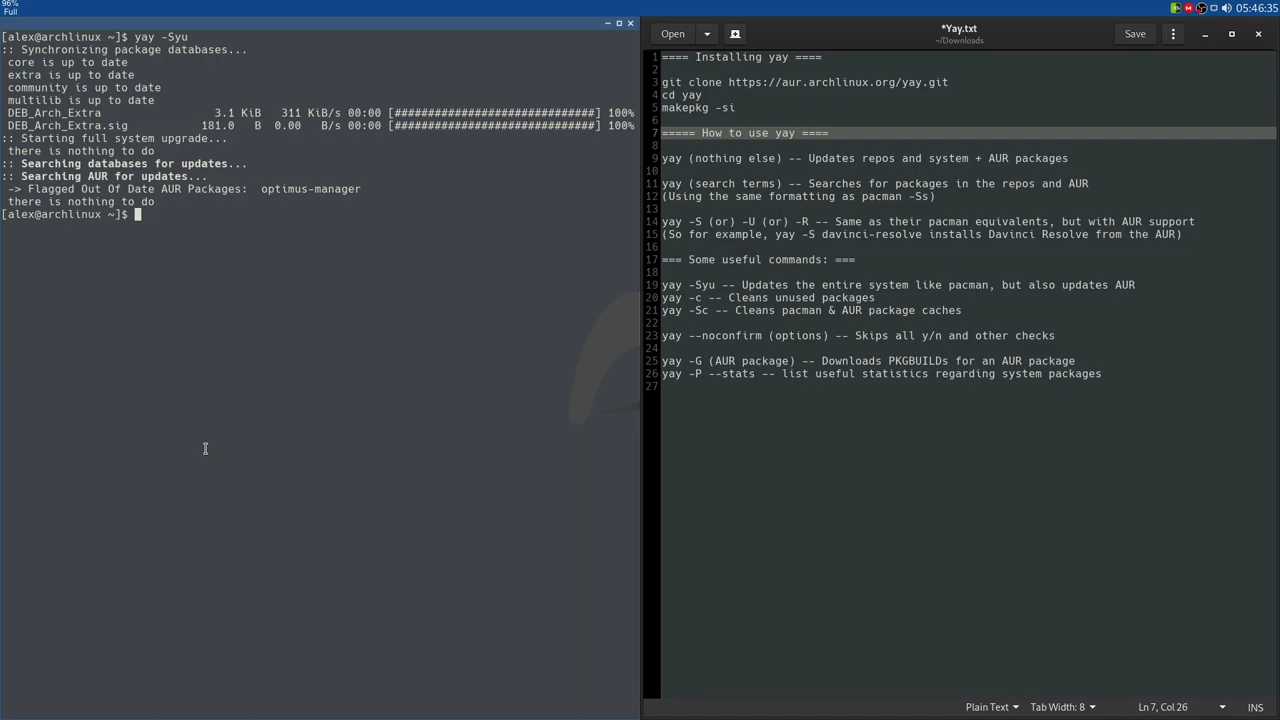 96%
Full
05:46:35
[alex@archlinux ~]$ yay -Syu
:: Synchronizing package databases...
core is up to date
extra is up to date
community is up to date
multilib is up to date
DEB_Arch_Extra 3.1 KiB 311 KiB/s 00:00 [##############################] 100%
DEB_Arch_Extra.sig 181.0 B 0.00 B/s 00:00 [##############################] 100%
:: Starting full system upgrade...
there is nothing to do
:: Searching databases for updates...
:: Searching AUR for updates...
-> Flagged Out Of Date AUR Packages: optimus-manager
there is nothing to do
[alex@archlinux ~]$
Open
*Yay.txt
~/Downloads
Save
1 ==== Installing yay ====
2
3 git clone https://aur.archlinux.org/yay.git
4 cd yay
5 makepkg -si
6
7 ===== How to use yay ====
8
9 yay (nothing else) -- Updates repos and system + AUR packages
10
11 yay (search terms) -- Searches for packages in the repos and AUR
12 (Using the same formatting as pacman -Ss)
13
14 yay -S (or) -U (or) -R -- Same as their pacman equivalents, but with AUR support
15 (So for example, yay -S davinci-resolve installs Davinci Resolve from the AUR)
16
17 === Some useful commands: ===
18
19 yay -Syu -- Updates the entire system like pacman, but also updates AUR
20 yay -c -- Cleans unused packages
21 yay -Sc -- Cleans pacman & AUR package caches
22
23 yay --noconfirm (options) -- Skips all y/n and other checks
24
25 yay -G (AUR package) -- Downloads PKGBUILDs for an AUR package
26 yay -P --stats -- list useful statistics regarding system packages
27
Plain Text
Tab Width: 8
Ln 7, Col 26
INS